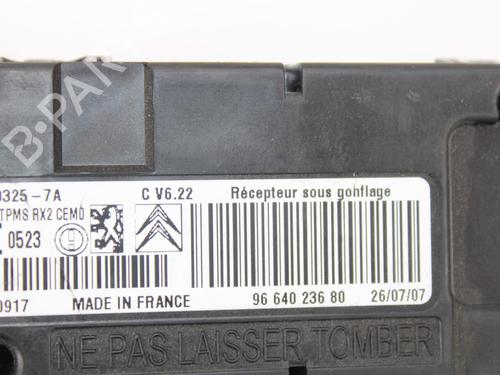 B-PARTS
0325-7A
C V6.22
Récepteur sous gonflage
TPMS RX2 CEMO
0523
0917
MADE IN FRANCE
96 640 236 80
26/07/07
NE PAS LAISSER TOMBER